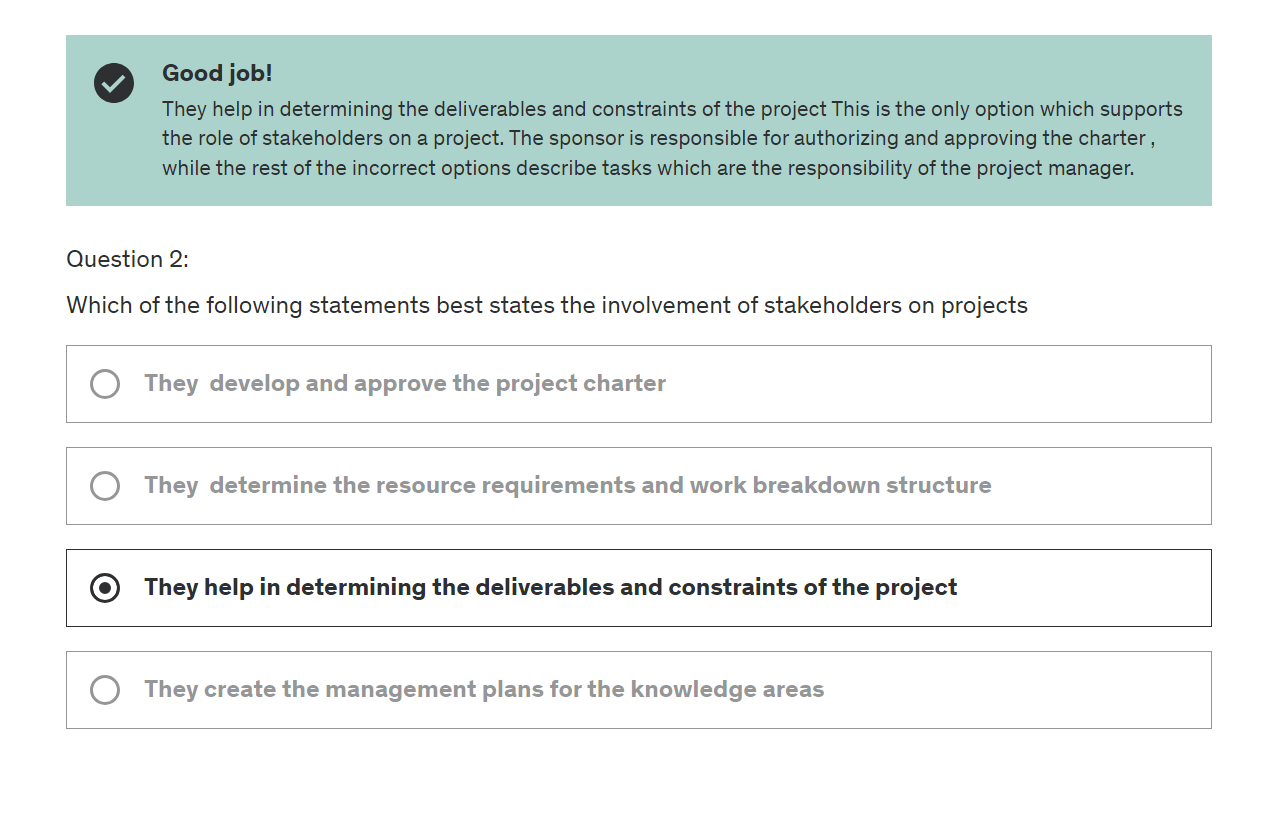 Good job!
They help in determining the deliverables and constraints of the project This is the only option which supports
the role of stakeholders on a project. The sponsor is responsible for authorizing and approving the charter ,
while the rest of the incorrect options describe tasks which are the responsibility of the project manager.
Question 2:
Which of the following statements best states the involvement of stakeholders on projects
They  develop and approve the project charter
They  determine the resource requirements and work breakdown structure
They help in determining the deliverables and constraints of the project
They create the management plans for the knowledge areas